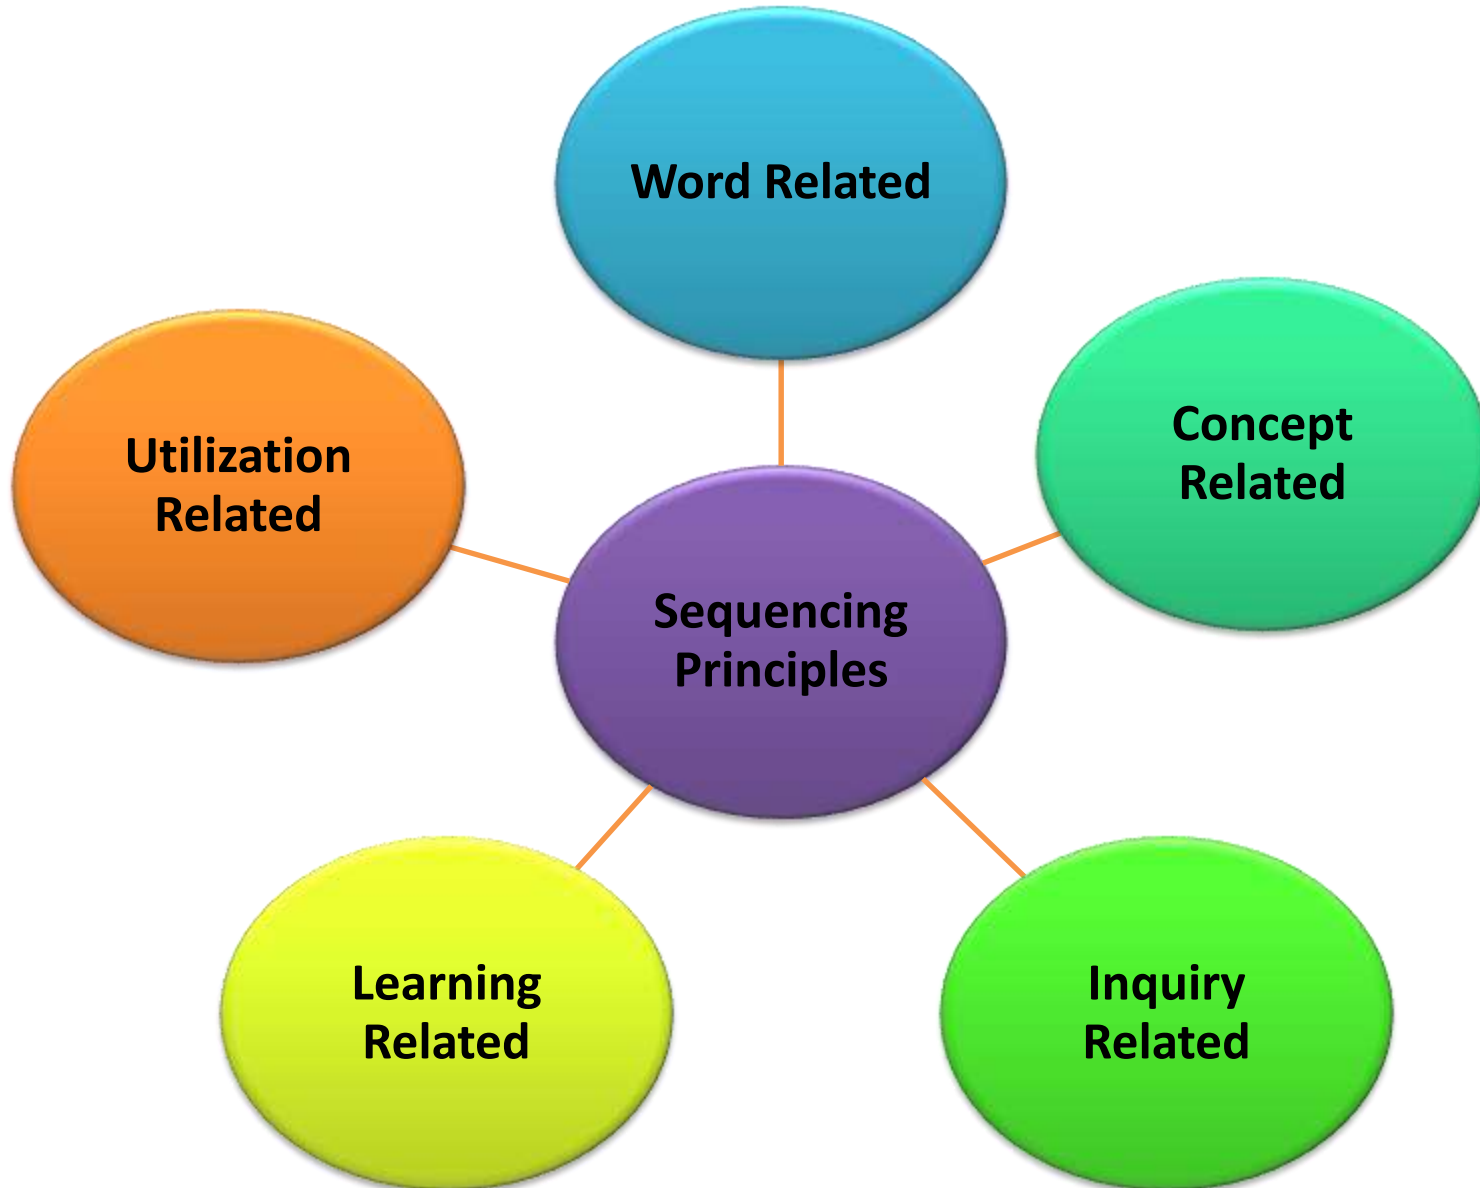 Word Related
Concept
Related
Utilization
Related
Sequencing
Principles
Learning
Related
Inquiry
Related